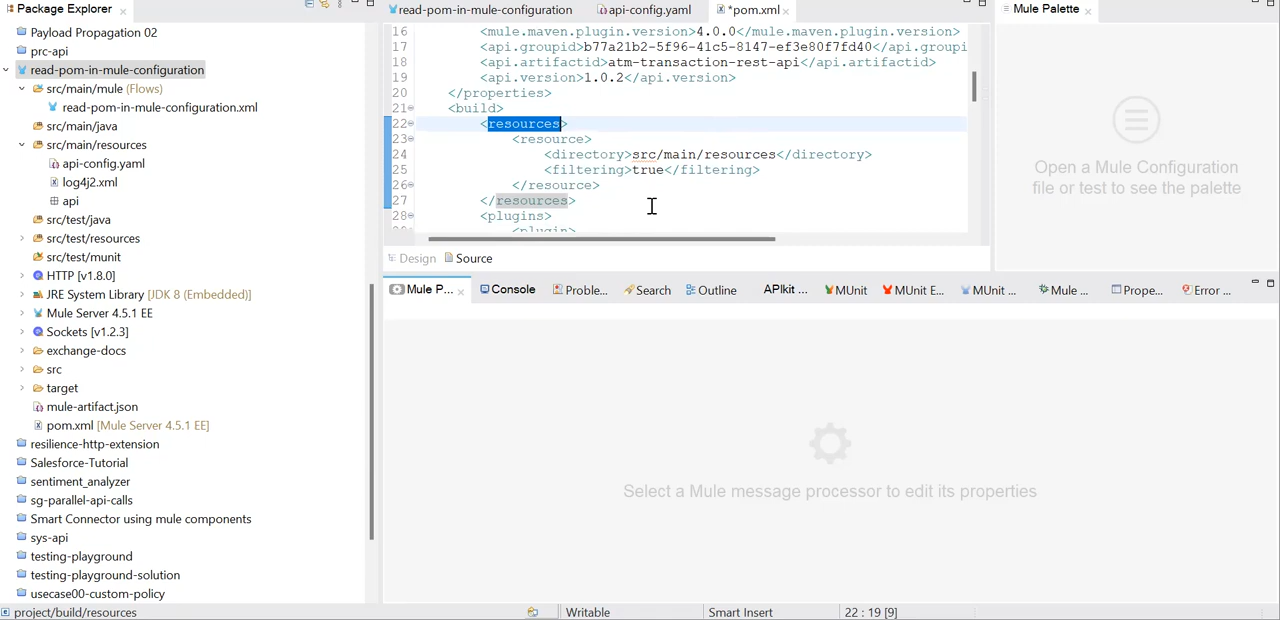 Package Explorer
Payload Propagation 02
prc-api
read-pom-in-mule-configuration
src/main/mule (Flows)
read-pom-in-mule-configuration.xml
src/main/java
src/main/resources
api-config.yaml
log4j2.xml
api
src/test/java
src/test/resources
src/test/munit
HTTP [v1.8.0]
JRE System Library [JDK 8 (Embedded)]
Mule Server 4.5.1 EE
Sockets [v1.2.3]
exchange-docs
src
target
mule-artifact.json
pom.xml [Mule Server 4.5.1 EE]
resilience-http-extension
Salesforce-Tutorial
sentiment_analyzer
sg-parallel-api-calls
Smart Connector using mule components
sys-api
testing-playground
testing-playground-solution
usecase00-custom-policy
read-pom-in-mule-configuration api-config.yaml *pom.xml
16 <mule.maven.plugin.version>4.0.0</mule.maven.plugin.version>
17 <api.groupid>b77a21b2-5f96-41c5-8147-ef3e80f7fd40</api.groupi
18 <api.artifactid>atm-transaction-rest-api</api.artifactid>
19 <api.version>1.0.2</api.version>
20 </properties>
21 <build>
22 <resources>
23 <resource>
24 <directory>src/main/resources</directory>
25 <filtering>true</filtering>
26 </resource>
27 </resources>
28 <plugins>
<plugin>
Design Source
Mule Palette
Open a Mule Configuration
file or test to see the palette
Mule P... Console Proble... Search Outline APIkit ... MUnit MUnit E... MUnit ... Mule ... Prope... Error ...
Select a Mule message processor to edit its properties
project/build/resources Writable Smart Insert 22 : 19 [9]